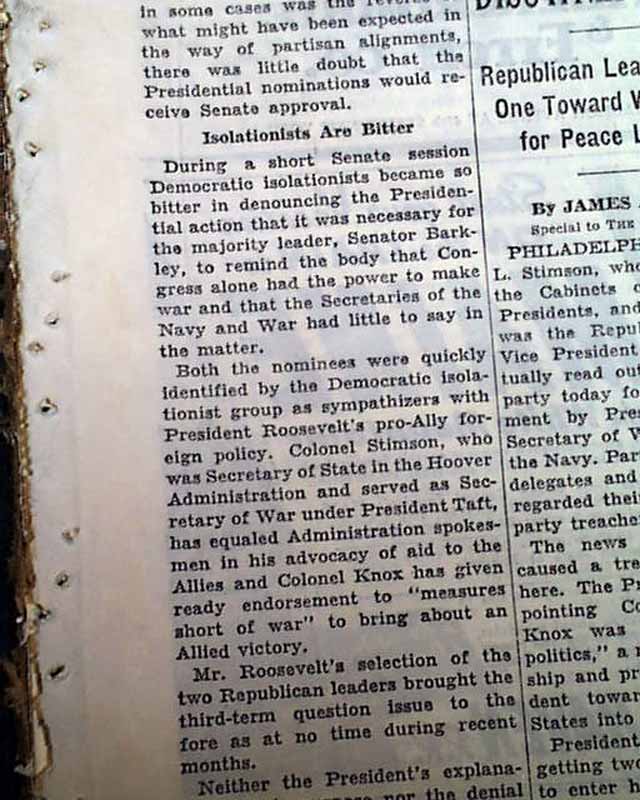 in some cases was the reverse of
what might have been expected in
the way of partisan alignments,
there was little doubt that the
Presidential nominations would re-
ceive Senate approval.
Isolationists Are Bitter
During a short Senate session
Democratic isolationists became so
bitter in denouncing the Presiden-
tial action that it was necessary for
the majority leader, Senator Bark-
ley, to remind the body that Con-
gress alone had the power to make
war and that the Secretaries of the
Navy and War had little to say in
the matter.
Both the nominees were quickly
identified by the Democratic isola-
tionist group as sympathizers with
President Roosevelt's pro-Ally for-
eign policy. Colonel Stimson, who
was Secretary of State in the Hoover
Administration and served as Sec-
retary of War under President Taft,
has equaled Administration spokes-
men in his advocacy of aid to the
Allies and Colonel Knox has given
ready endorsement to "measures
short of war" to bring about an
Allied victory.
Mr. Roosevelt's selection of the
two Republican leaders brought the
third-term question issue to the
fore as at no time during recent
months.
Neither the President's explana-
nor the denial
Republican Lea
One Toward W
for Peace L
By JAMES
Special to THE
PHILADELPH
L. Stimson, who
the Cabinets
Presidents, and
was the Repu
Vice President
tually read out
party today fo
ment by Pres
Secretary of W
the Navy. Par
delegates and
regarded their
party treache
The news
caused a tre
here. The Pr
pointing Co
Knox was
politics," a
ship and pr
dent towar
States into
President
getting two
to enter